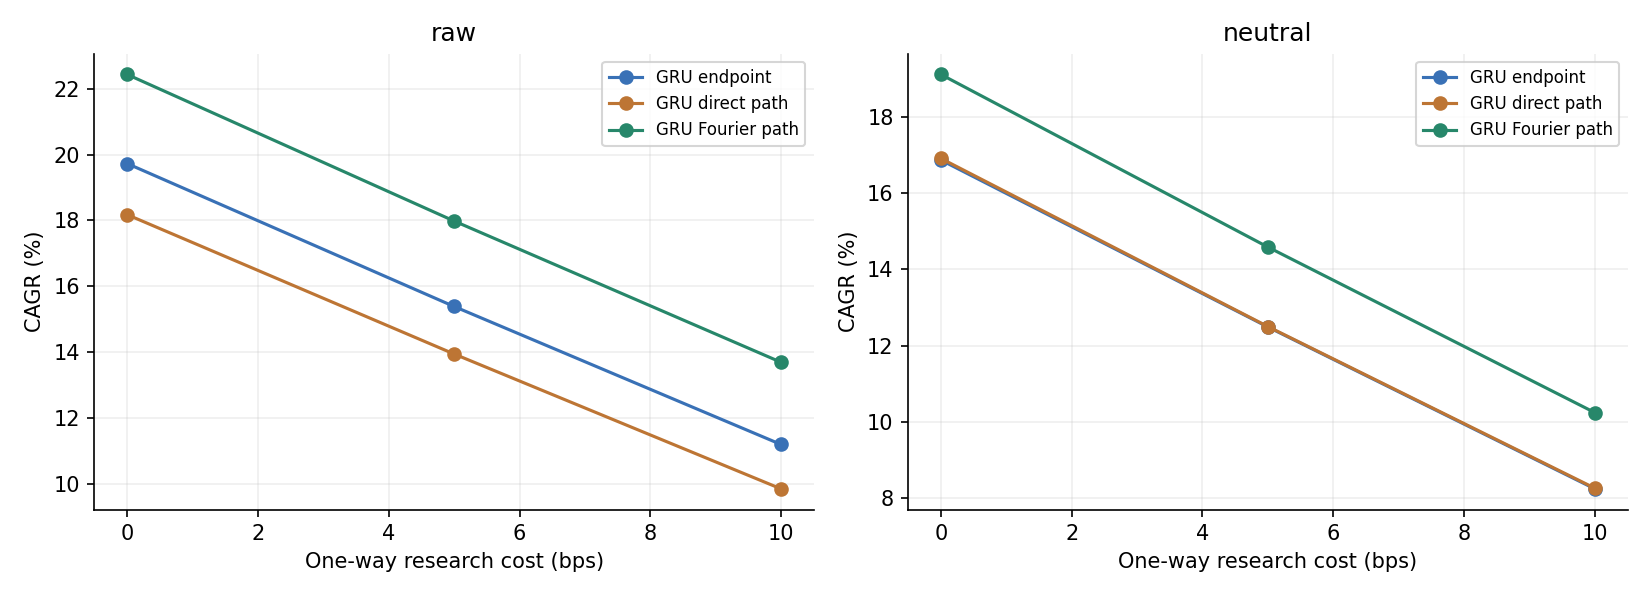 raw
GRU endpoint
GRU direct path
GRU Fourier path
22
20
18
16
14
12
10
CAGR (%)
0 2 4 6 8 10
One-way research cost (bps)
neutral
GRU endpoint
GRU direct path
GRU Fourier path
18
16
14
12
10
8
CAGR (%)
0 2 4 6 8 10
One-way research cost (bps)